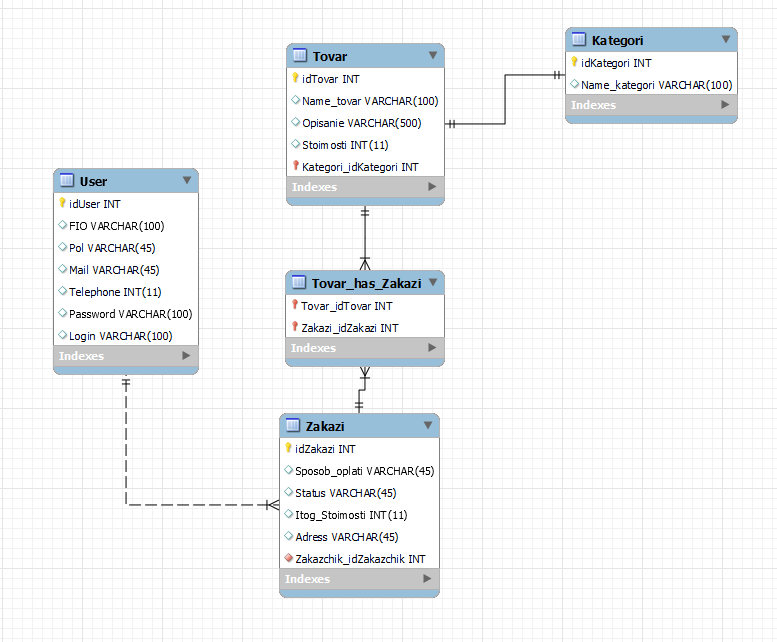 Kategori
idKategori INT
Name_kategori VARCHAR(100)
Indexes
Tovar
idTovar INT
Name_tovar VARCHAR(100)
Opisanie VARCHAR(500)
Stoimosti INT(11)
Kategori_idKategori INT
Indexes
User
idUser INT
FIO VARCHAR(100)
Pol VARCHAR(45)
Mail VARCHAR(45)
Telephone INT(11)
Password VARCHAR(100)
Login VARCHAR(100)
Indexes
Tovar_has_Zakazi
Tovar_idTovar INT
Zakazi_idZakazi INT
Indexes
Zakazi
idZakazi INT
Sposob_oplati VARCHAR(45)
Status VARCHAR(45)
Itog_Stoimosti INT(11)
Adress VARCHAR(45)
Zakazchik_idZakazchik INT
Indexes